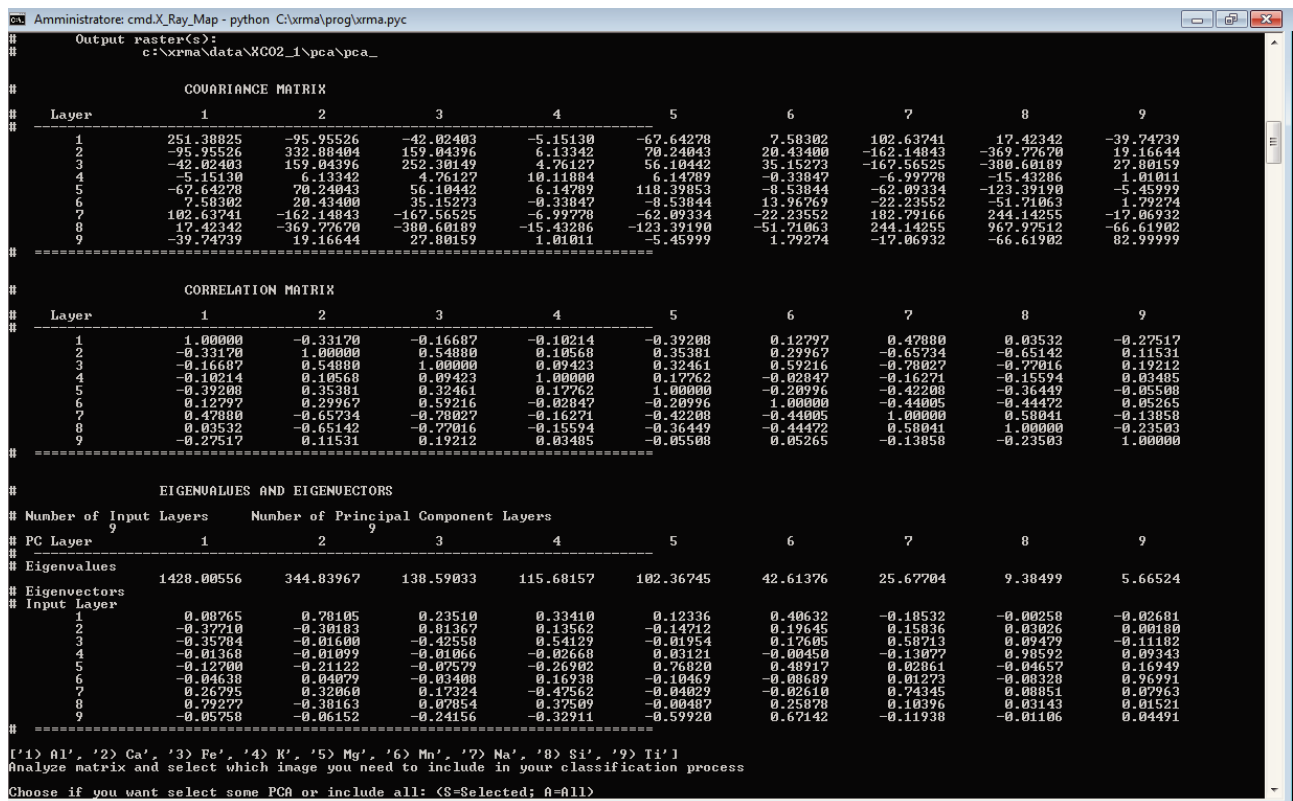 Amministratore: cmd.X_Ray_Map - python C:\xrma\prog\xrma.pyc
# Output raster(s):
# c:\xrma\data\XCO2_1\pca\pca_
# COVARIANCE MATRIX
# Layer 1 2 3 4 5 6 7 8 9
# ---------------------------------------------------------------------------
1 251.38825 -95.95526 -42.02403 -5.15130 -67.64278 7.58302 102.63741 17.42342 -39.74739
2 -95.95526 332.88404 159.04396 6.13342 70.24043 20.43400 -162.14843 -369.77670 19.16644
3 -42.02403 159.04396 252.30149 4.76127 56.10442 35.15273 -167.56525 -380.60189 27.80159
4 -5.15130 6.13342 4.76127 10.11884 6.14789 -0.33847 -6.99778 -15.43286 1.01011
5 -67.64278 70.24043 56.10442 6.14789 118.39853 -8.53844 -62.09334 -123.39190 -5.45999
6 7.58302 20.43400 35.15273 -0.33847 -8.53844 13.96769 -22.23552 -51.71063 1.79274
7 102.63741 -162.14843 -167.56525 -6.99778 -62.09334 -22.23552 182.79166 244.14255 -17.06932
8 17.42342 -369.77670 -380.60189 -15.43286 -123.39190 -51.71063 244.14255 967.97512 -66.61902
9 -39.74739 19.16644 27.80159 1.01011 -5.45999 1.79274 -17.06932 -66.61902 82.99999
# ===========================================================================
# CORRELATION MATRIX
# Layer 1 2 3 4 5 6 7 8 9
# ---------------------------------------------------------------------------
1 1.00000 -0.33170 -0.16687 -0.10214 -0.39208 0.12797 0.47880 0.03532 -0.27517
2 -0.33170 1.00000 0.54880 0.10568 0.35381 0.29967 -0.65734 -0.65142 0.11531
3 -0.16687 0.54880 1.00000 0.09423 0.32461 0.59216 -0.78027 -0.77016 0.19212
4 -0.10214 0.10568 0.09423 1.00000 0.17762 -0.02847 -0.16271 -0.15594 0.03485
5 -0.39208 0.35381 0.32461 0.17762 1.00000 -0.20996 -0.42208 -0.36449 -0.05508
6 0.12797 0.29967 0.59216 -0.02847 -0.20996 1.00000 -0.44005 -0.44472 0.05265
7 0.47880 -0.65734 -0.78027 -0.16271 -0.42208 -0.44005 1.00000 0.58041 -0.13858
8 0.03532 -0.65142 -0.77016 -0.15594 -0.36449 -0.44472 0.58041 1.00000 -0.23503
9 -0.27517 0.11531 0.19212 0.03485 -0.05508 0.05265 -0.13858 -0.23503 1.00000
# ===========================================================================
# EIGENVALUES AND EIGENVECTORS
# Number of Input Layers Number of Principal Component Layers
9 9
# PC Layer 1 2 3 4 5 6 7 8 9
# ---------------------------------------------------------------------------
# Eigenvalues
1428.00556 344.83967 138.59033 115.68157 102.36745 42.61376 25.67704 9.38499 5.66524
# Eigenvectors
# Input Layer
1 0.08765 0.78105 0.23510 0.33410 0.12336 0.40632 -0.18532 -0.00258 -0.02681
2 -0.37710 -0.30183 0.81367 0.13562 -0.14712 0.19645 0.15836 0.03026 0.00180
3 -0.35784 -0.01600 -0.42558 0.54129 -0.01954 0.17605 0.58713 0.09479 -0.11182
4 -0.01368 -0.01099 -0.01066 -0.02668 0.03121 -0.00450 -0.13077 0.98592 0.09343
5 -0.12700 -0.21122 -0.07579 -0.26902 0.76820 0.48917 0.02861 -0.04657 0.16949
6 -0.04638 0.04079 -0.03408 0.16938 -0.10469 -0.08689 0.01273 -0.08328 0.96991
7 0.26795 0.32060 0.17324 -0.47562 -0.04029 -0.02610 0.74345 0.08851 0.07963
8 0.79277 -0.38163 0.07854 0.37509 -0.00487 0.25878 0.10396 0.03143 0.01521
9 -0.05758 -0.06152 -0.24156 -0.32911 -0.59920 0.67142 -0.11938 -0.01106 0.04491
# ===========================================================================
['1) Al', '2) Ca', '3) Fe', '4) K', '5) Mg', '6) Mn', '7) Na', '8) Si', '9) Ti']
Analyze matrix and select which image you need to include in your classification process
Choose if you want select some PCA or include all: (S=Selected; A=All)